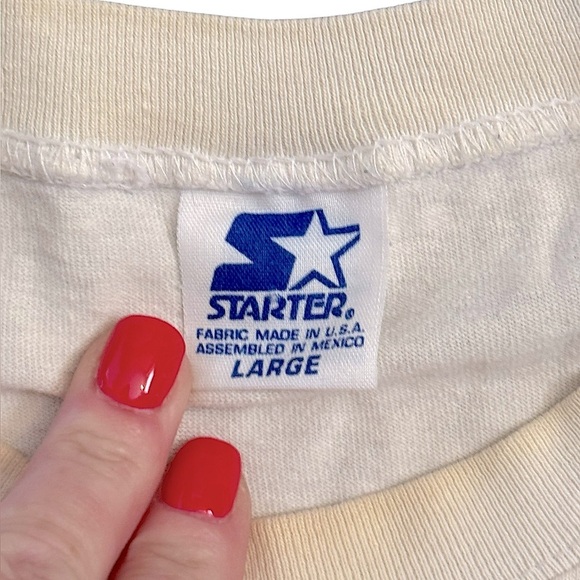 STARTER®
FABRIC MADE IN U.S.A.
ASSEMBLED IN MEXICO
LARGE